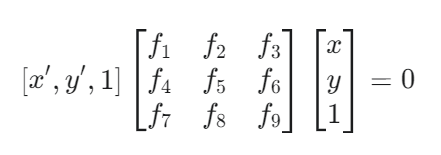 [x′, y′, 1] [f₁ f₂ f₃; f₄ f₅ f₆; f₇ f₈ f₉] [x; y; 1] = 0